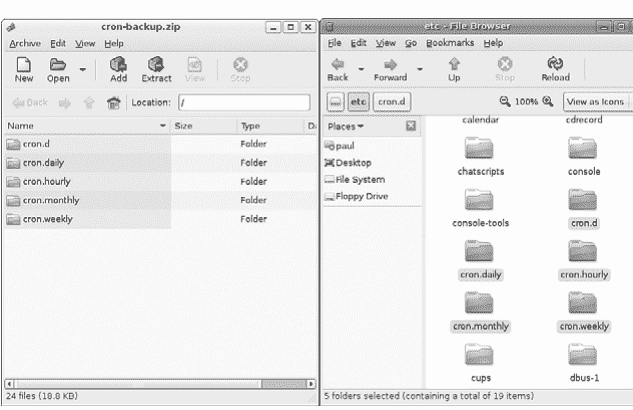 cron-backup.zip
Archive Edit View Help
New Open Add Extract View Stop
Back Location: /
Name Size Type Da
cron.d Folder
cron.daily Folder
cron.hourly Folder
cron.monthly Folder
cron.weekly Folder
24 files (18.0 KB)
etc - File Browser
File Edit View Go Bookmarks Help
Back Forward Up Stop Reload
etc cron.d 100% View as Icons
Places
paul
Desktop
File System
Floppy Drive
calendar cdrecord
chatscripts console
console-tools cron.d
cron.daily cron.hourly
cron.monthly cron.weekly
cups dbus-1
5 folders selected (containing a total of 19 items)